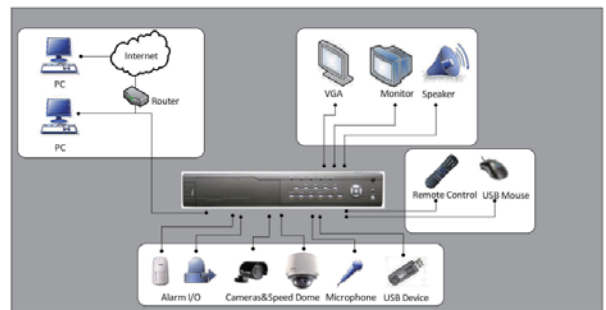 Internet
PC
Router
PC
VGA Monitor Speaker
Remote Control USB Mouse
Alarm I/O Cameras&Speed Dome Microphone USB Device